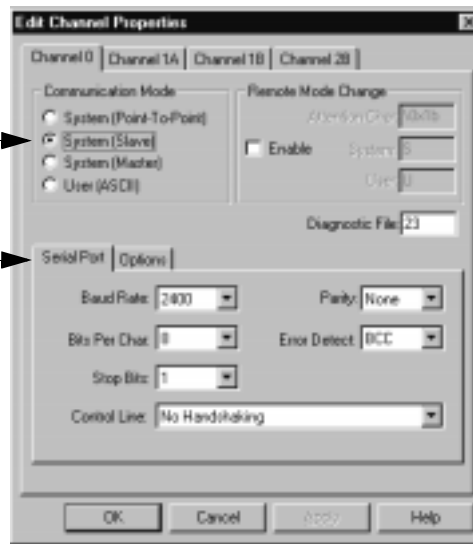 Edit Channel Properties
Channel 0 Channel 1A Channel 1B Channel 2B
Communication Mode
System (Point-To-Point)
System (Slave)
System (Master)
User (ASCII)
Remote Mode Change
Attention Char: \0x1b
Enable System: S
User: U
Diagnostic File: 23
Serial Port Options
Baud Rate: 2400 Parity: None
Bits Per Char: 8 Error Detect: BCC
Stop Bits: 1
Control Line: No Handshaking
OK Cancel Apply Help